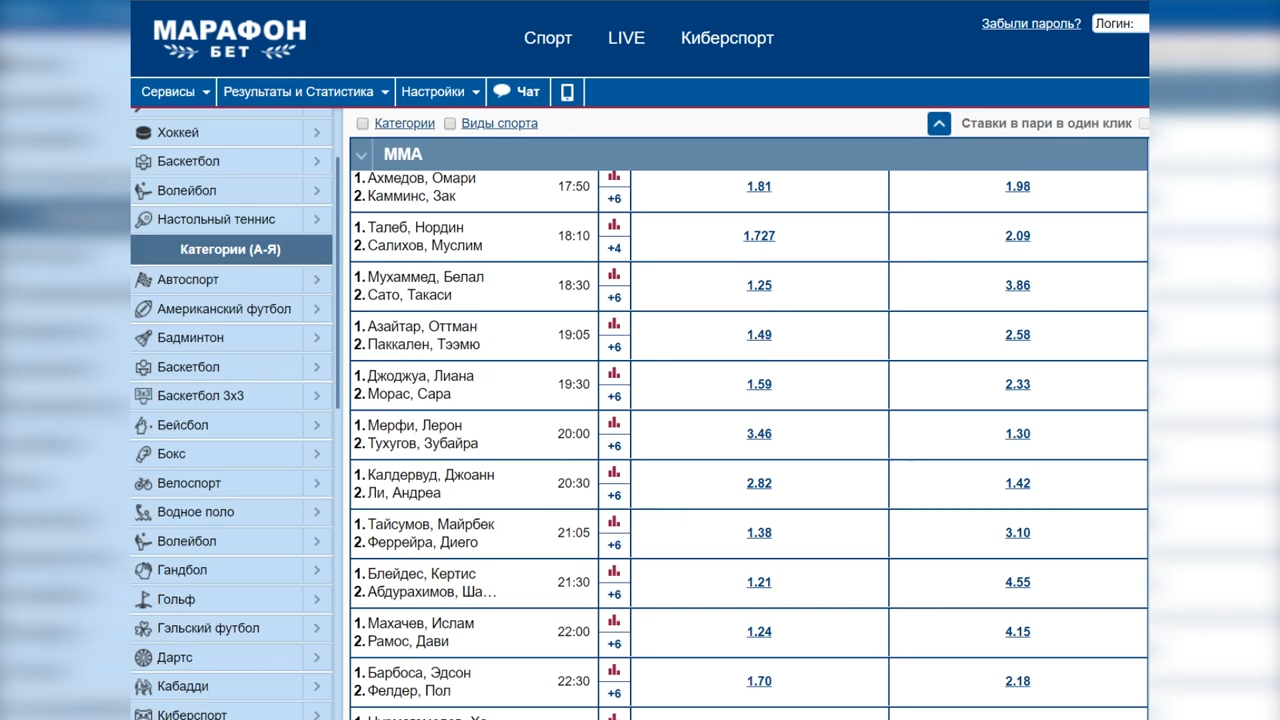 МАРАФОН
БЕТ
Спорт
LIVE
Киберспорт
Забыли пароль?
Логин:
Сервисы
Результаты и Статистика
Настройки
Чат
Хоккей
Баскетбол
Волейбол
Настольный теннис
Категории (А-Я)
Автоспорт
Американский футбол
Бадминтон
Баскетбол
Баскетбол 3x3
Бейсбол
Бокс
Велоспорт
Водное поло
Волейбол
Гандбол
Гольф
Гэльский футбол
Дартс
Кабадди
Киберспорт
Категории
Виды спорта
Ставки в пари в один клик
ММА
1. Ахмедов, Омари
2. Камминс, Зак
17:50
+6
1.81
1.98
1. Талеб, Нордин
2. Салихов, Муслим
18:10
+4
1.727
2.09
1. Мухаммед, Белал
2. Сато, Такаси
18:30
+6
1.25
3.86
1. Азайтар, Оттман
2. Паккален, Тээмю
19:05
+6
1.49
2.58
1. Джоджуа, Лиана
2. Морас, Сара
19:30
+6
1.59
2.33
1. Мерфи, Лерон
2. Тухугов, Зубайра
20:00
+6
3.46
1.30
1. Калдервуд, Джоанн
2. Ли, Андреа
20:30
+6
2.82
1.42
1. Тайсумов, Майрбек
2. Феррейра, Диего
21:05
+6
1.38
3.10
1. Блейдес, Кертис
2. Абдурахимов, Ша…
21:30
+6
1.21
4.55
1. Махачев, Ислам
2. Рамос, Дави
22:00
+6
1.24
4.15
1. Барбоса, Эдсон
2. Фелдер, Пол
22:30
+6
1.70
2.18